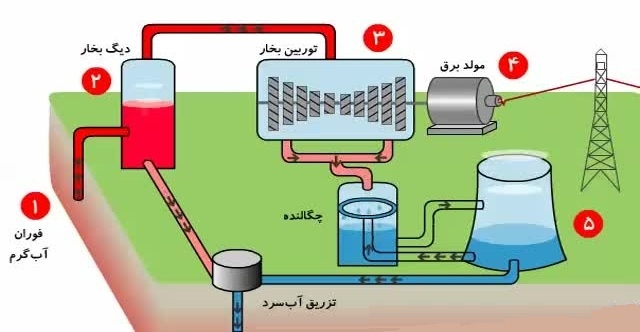 ۳
توربین بخار
دیگ بخار
۴
مولد برق
۲
۱
فوران
آب‌گرم
چگالنده
۵
تزریق آب‌سرد